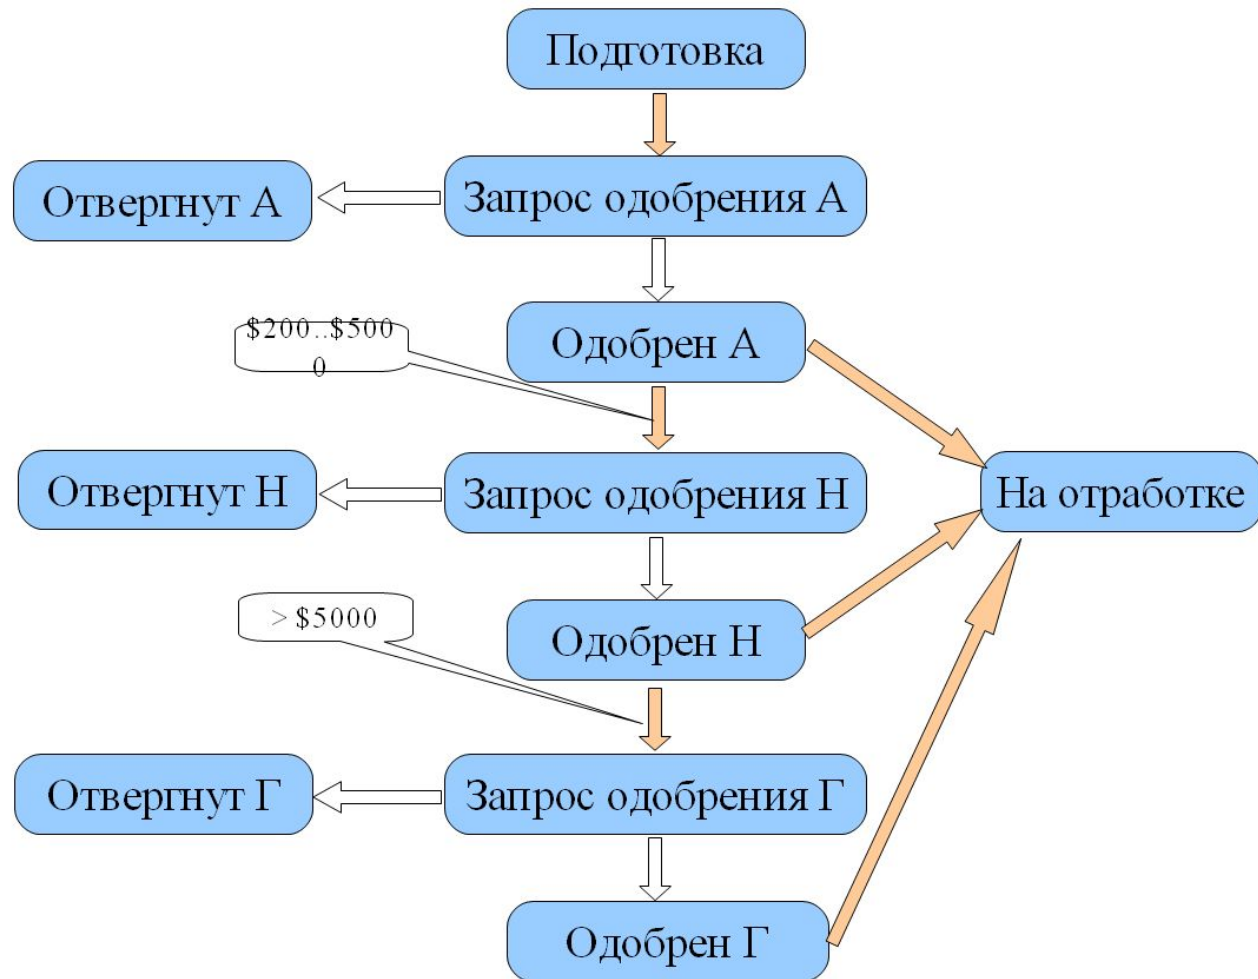 Подготовка
Отвергнут А
Запрос одобрения А
$200..$500
0
Одобрен А
Отвергнут Н
Запрос одобрения Н
На отработке
> $5000
Одобрен Н
Отвергнут Г
Запрос одобрения Г
Одобрен Г